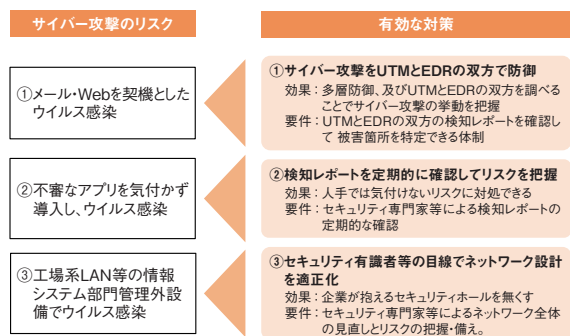 サイバー攻撃のリスク
有効な対策
①メール・Webを契機とした
ウイルス感染
①サイバー攻撃をUTMとEDRの双方で防御
効果：多層防御、及びUTMとEDRの双方を調べる
ことでサイバー攻撃の挙動を把握
要件：UTMとEDRの双方の検知レポートを確認し
て 被害箇所を特定できる体制
②不審なアプリを気付かず
導入し、ウイルス感染
②検知レポートを定期的に確認してリスクを把握
効果：人手では気付けないリスクに対処できる
要件：セキュリティ専門家等による検知レポートの
定期的な確認
③工場系LAN等の情報
システム部門管理外設
備でウイルス感染
③セキュリティ有識者等の目線でネットワーク設計
を適正化
効果：企業が抱えるセキュリティホールを無くす
要件：セキュリティ専門家等によるネットワーク全体
の見直しとリスクの把握・備え。